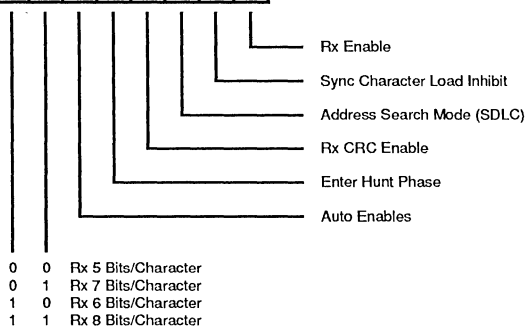 Rx Enable
Sync Character Load Inhibit
Address Search Mode (SDLC)
Rx CRC Enable
Enter Hunt Phase
Auto Enables
0 0 Rx 5 Bits/Character
0 1 Rx 7 Bits/Character
1 0 Rx 6 Bits/Character
1 1 Rx 8 Bits/Character